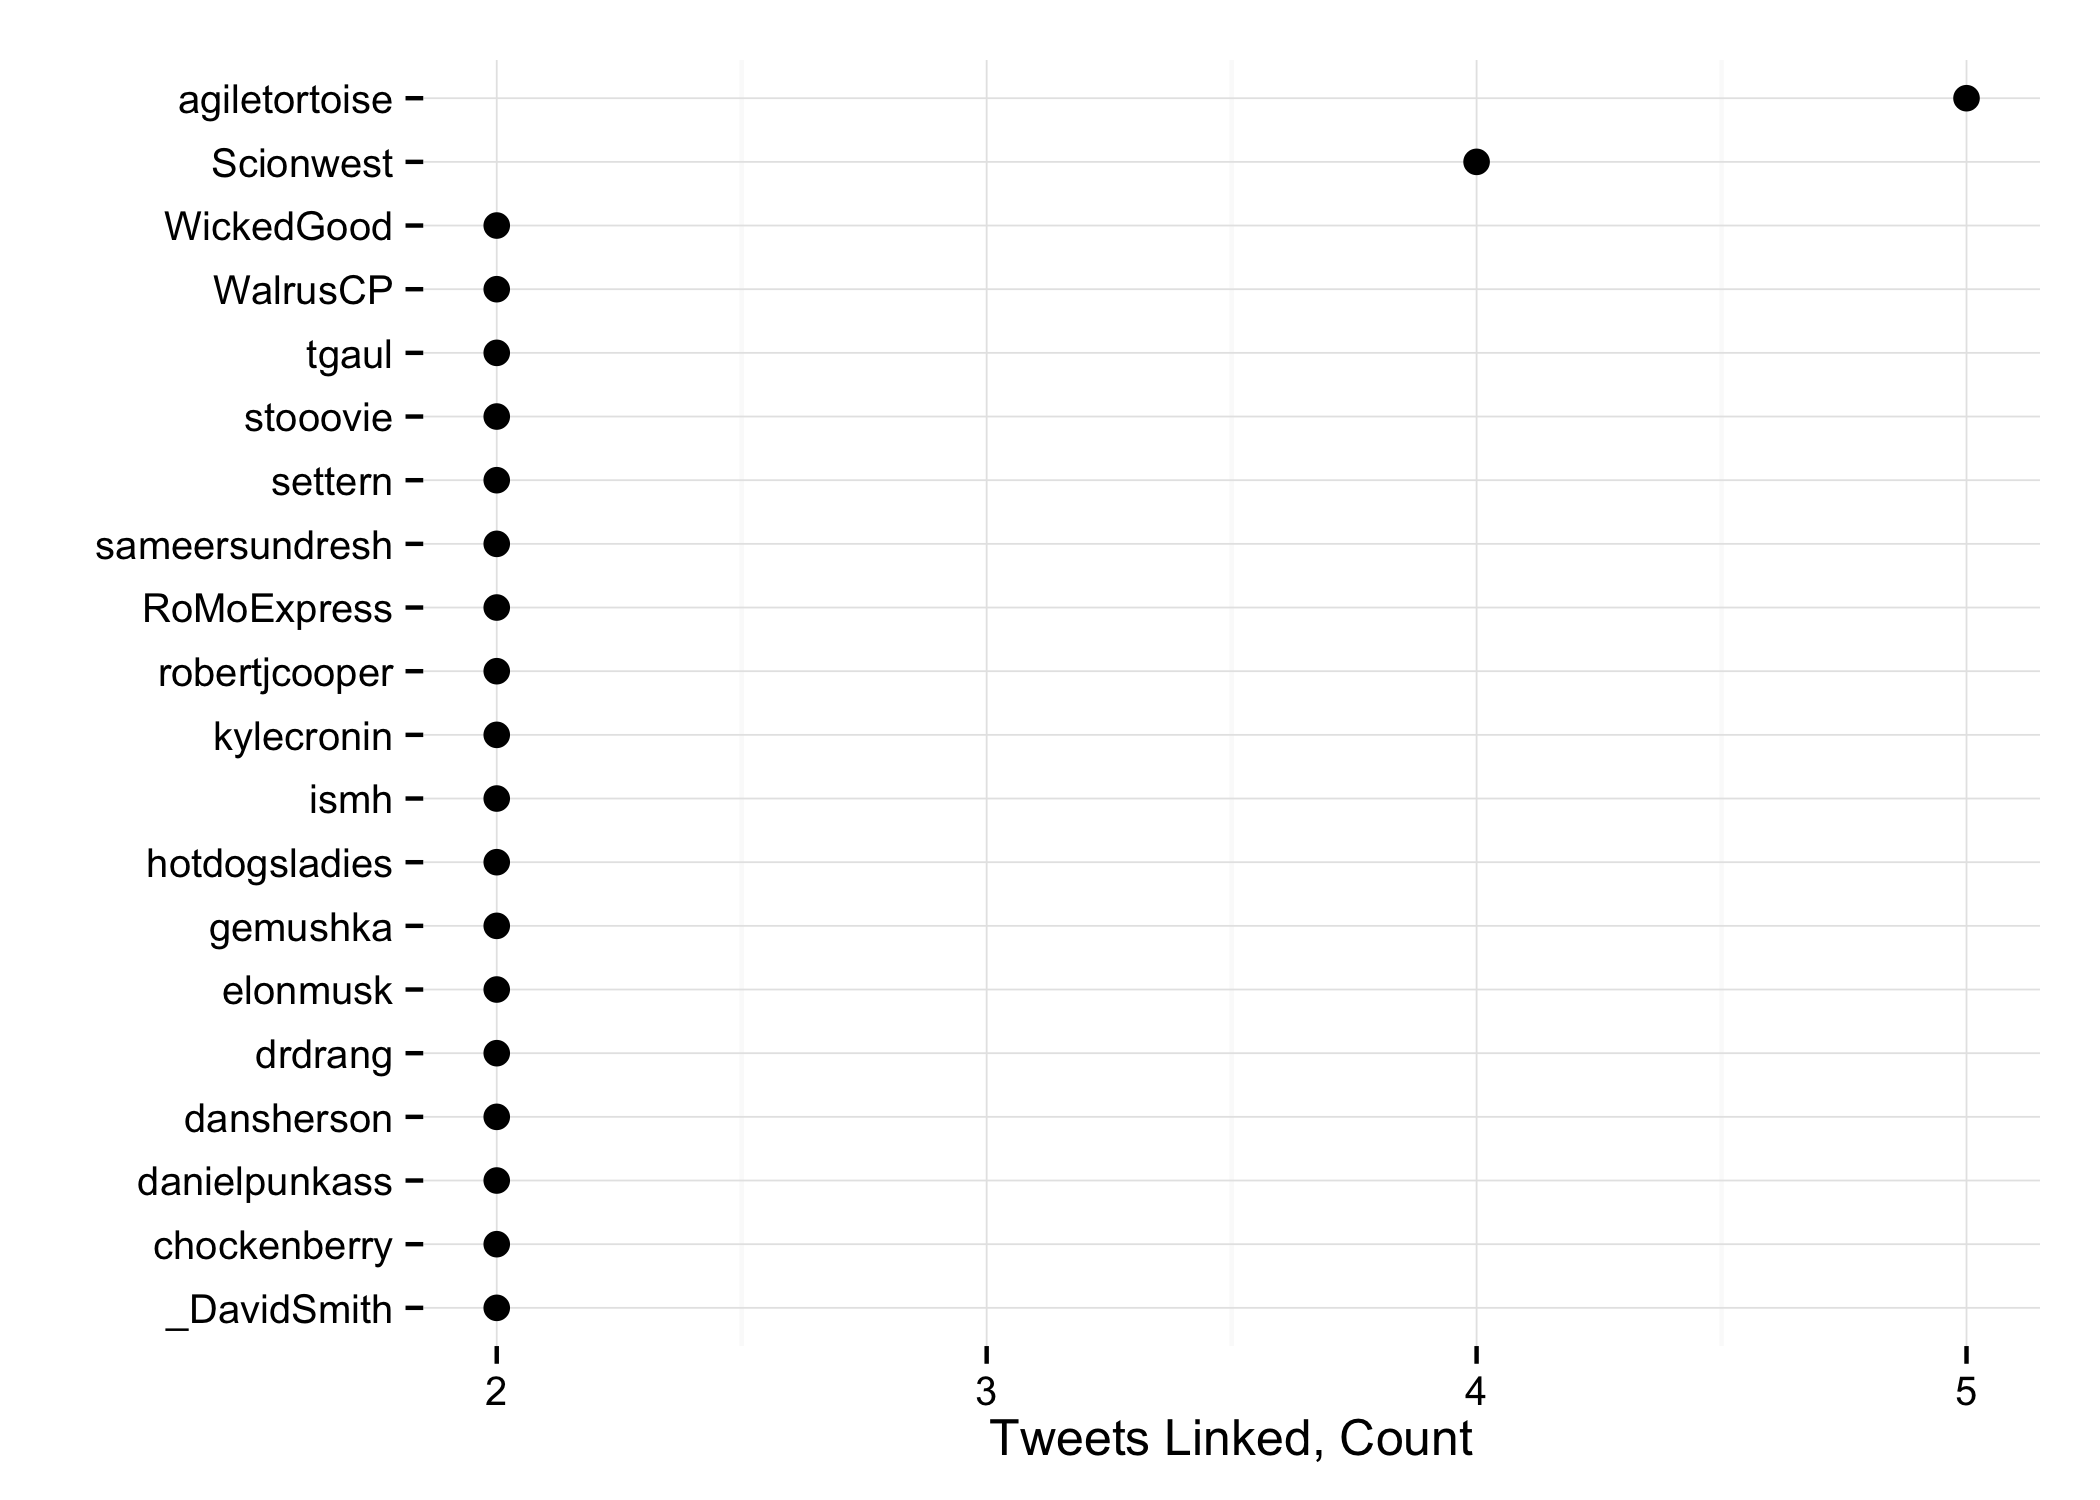 agiletortoise
Scionwest
WickedGood
WalrusCP
tgaul
stooovie
settern
sameersundresh
RoMoExpress
robertjcooper
kylecronin
ismh
hotdogsladies
gemushka
elonmusk
drdrang
dansherson
danielpunkass
chockenberry
_DavidSmith
2 3 4 5
Tweets Linked, Count